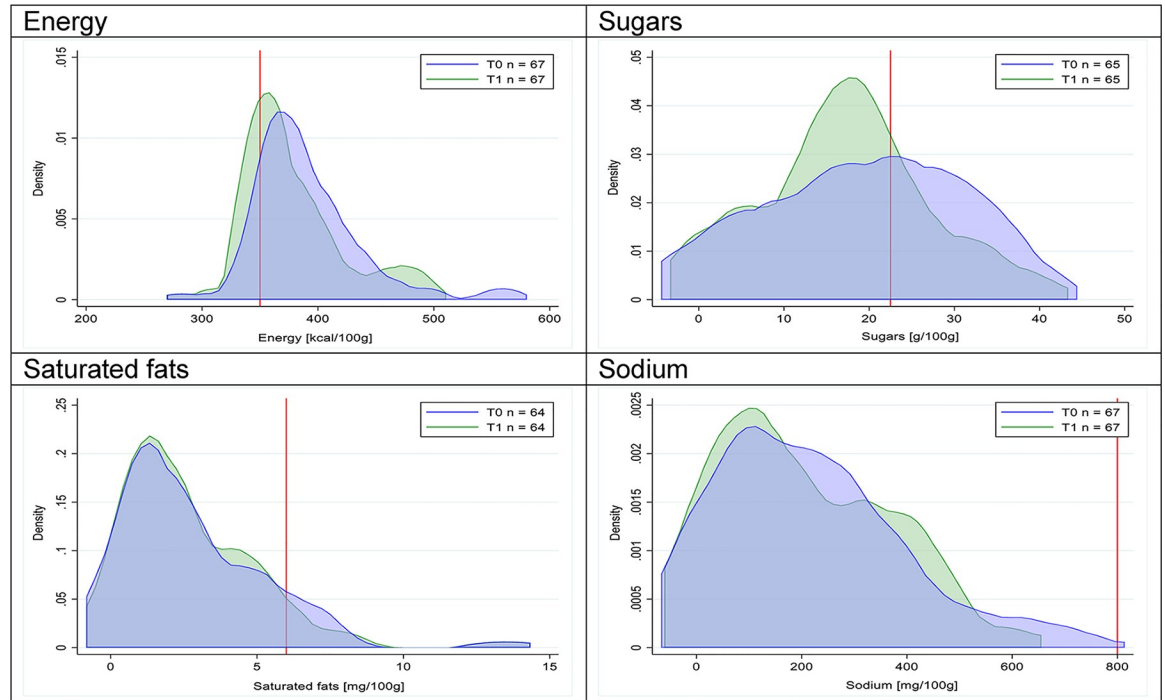 Energy
.015
.01
.005
0
Density
T0 n = 67
T1 n = 67
200 300 400 500 600
Energy [kcal/100g]
Sugars
.05
.04
.03
.02
.01
0
Density
T0 n = 65
T1 n = 65
0 10 20 30 40 50
Sugars [g/100g]
Saturated fats
.25
.2
.15
.1
.05
0
Density
T0 n = 64
T1 n = 64
0 5 10 15
Saturated fats [mg/100g]
Sodium
.0025
.002
.0015
.001
.0005
0
Density
T0 n = 67
T1 n = 67
0 200 400 600 800
Sodium [mg/100g]